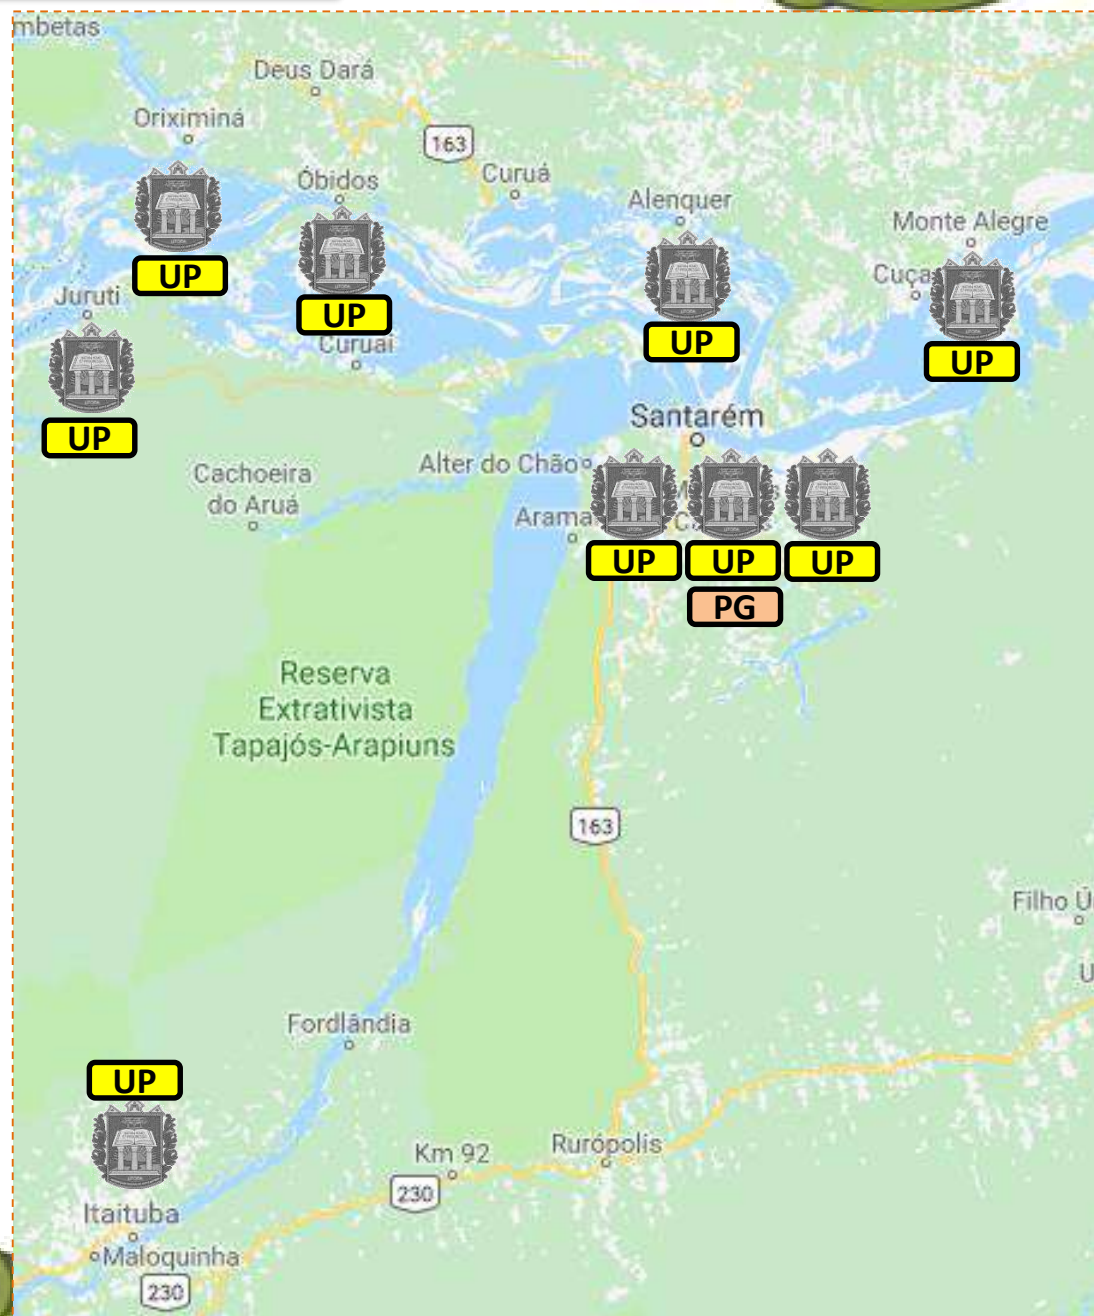 mbetas
Deus Dará
Oriximiná
163
Óbidos
Curuá
Alenquer
Monte Alegre
UP
Juruti
UP
Curuai
UP
Cuça
UP
UP
Santarém
Cachoeira
do Aruá
Alter do Chão
Arama
UP
UP
UP
PG
Reserva
Extrativista
Tapajós-Arapiuns
163
Filho Ú
U
Fordlândia
UP
Km 92
Rurópolis
230
Itaituba
Maloquinha
230